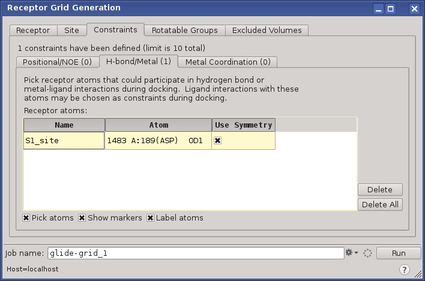 Receptor Grid Generation
Receptor Site Constraints Rotatable Groups Excluded Volumes
1 constraints have been defined (limit is 10 total)
Positional/NOE (0) H-bond/Metal (1) Metal Coordination (0)
Pick receptor atoms that could participate in hydrogen bond or
metal-ligand interactions during docking. Ligand interactions with these
atoms may be chosen as constraints during docking.
Receptor atoms:
Name Atom Use Symmetry
S1_site 1483 A:189(ASP) OD1
Delete
Delete All
Pick atoms Show markers Label atoms
Job name: glide-grid_1 Run
Host=localhost